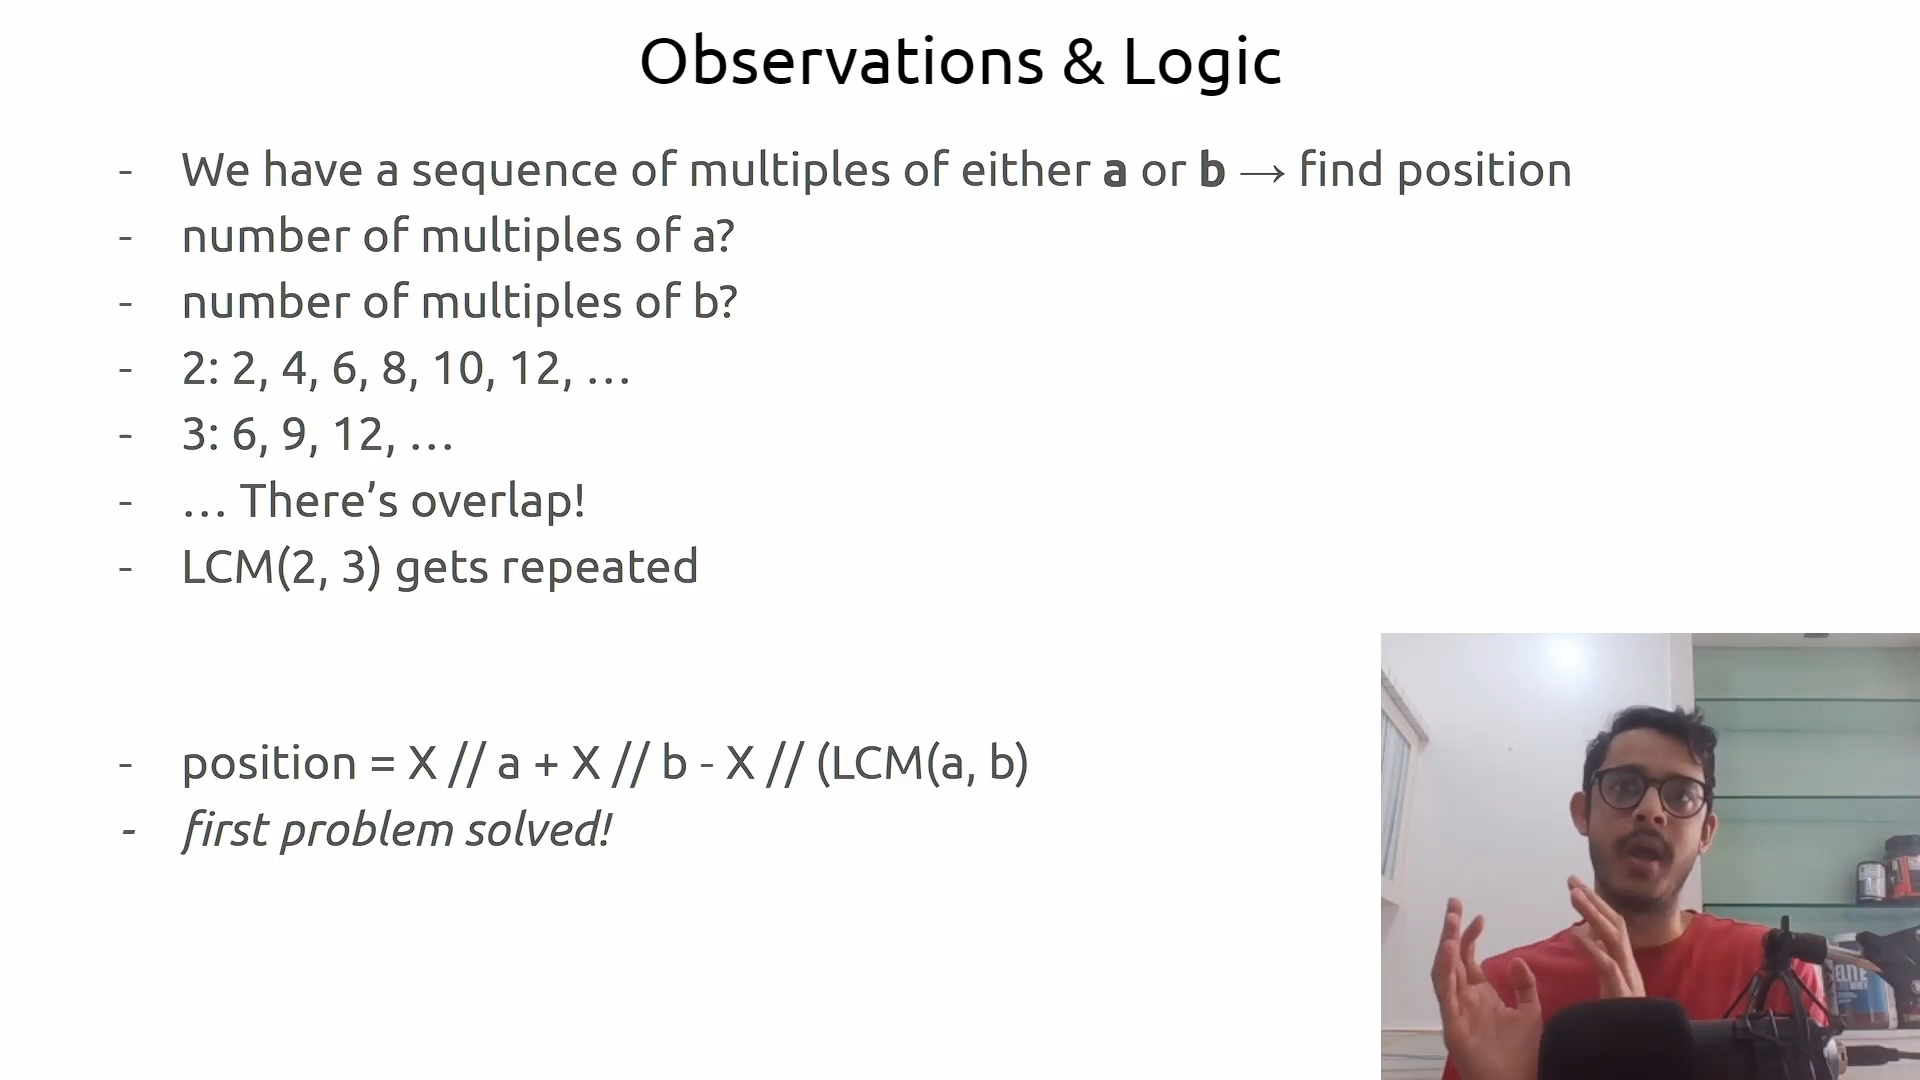 Observations & Logic
- We have a sequence of multiples of either a or b → find position
- number of multiples of a?
- number of multiples of b?
- 2: 2, 4, 6, 8, 10, 12, …
- 3: 6, 9, 12, …
- … There’s overlap!
- LCM(2, 3) gets repeated
- position = X // a + X // b - X // (LCM(a, b)
- first problem solved!
ELITE